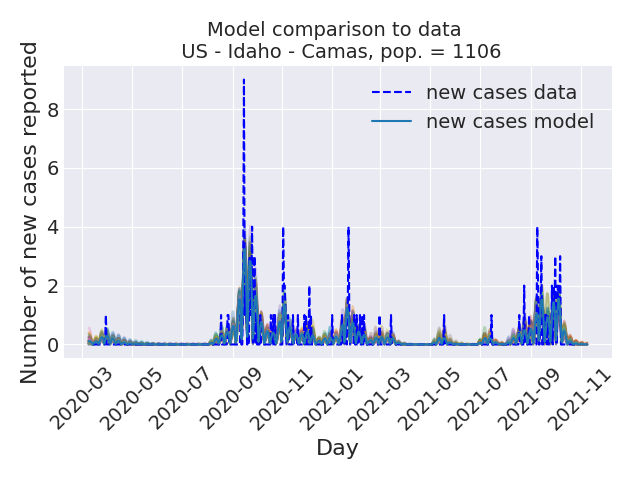 Model comparison to data
US - Idaho - Camas, pop. = 1106
Number of new cases reported
8
6
4
2
0
new cases data
new cases model
2020-03
2020-05
2020-07
2020-09
2020-11
2021-01
2021-03
2021-05
2021-07
2021-09
2021-11
Day